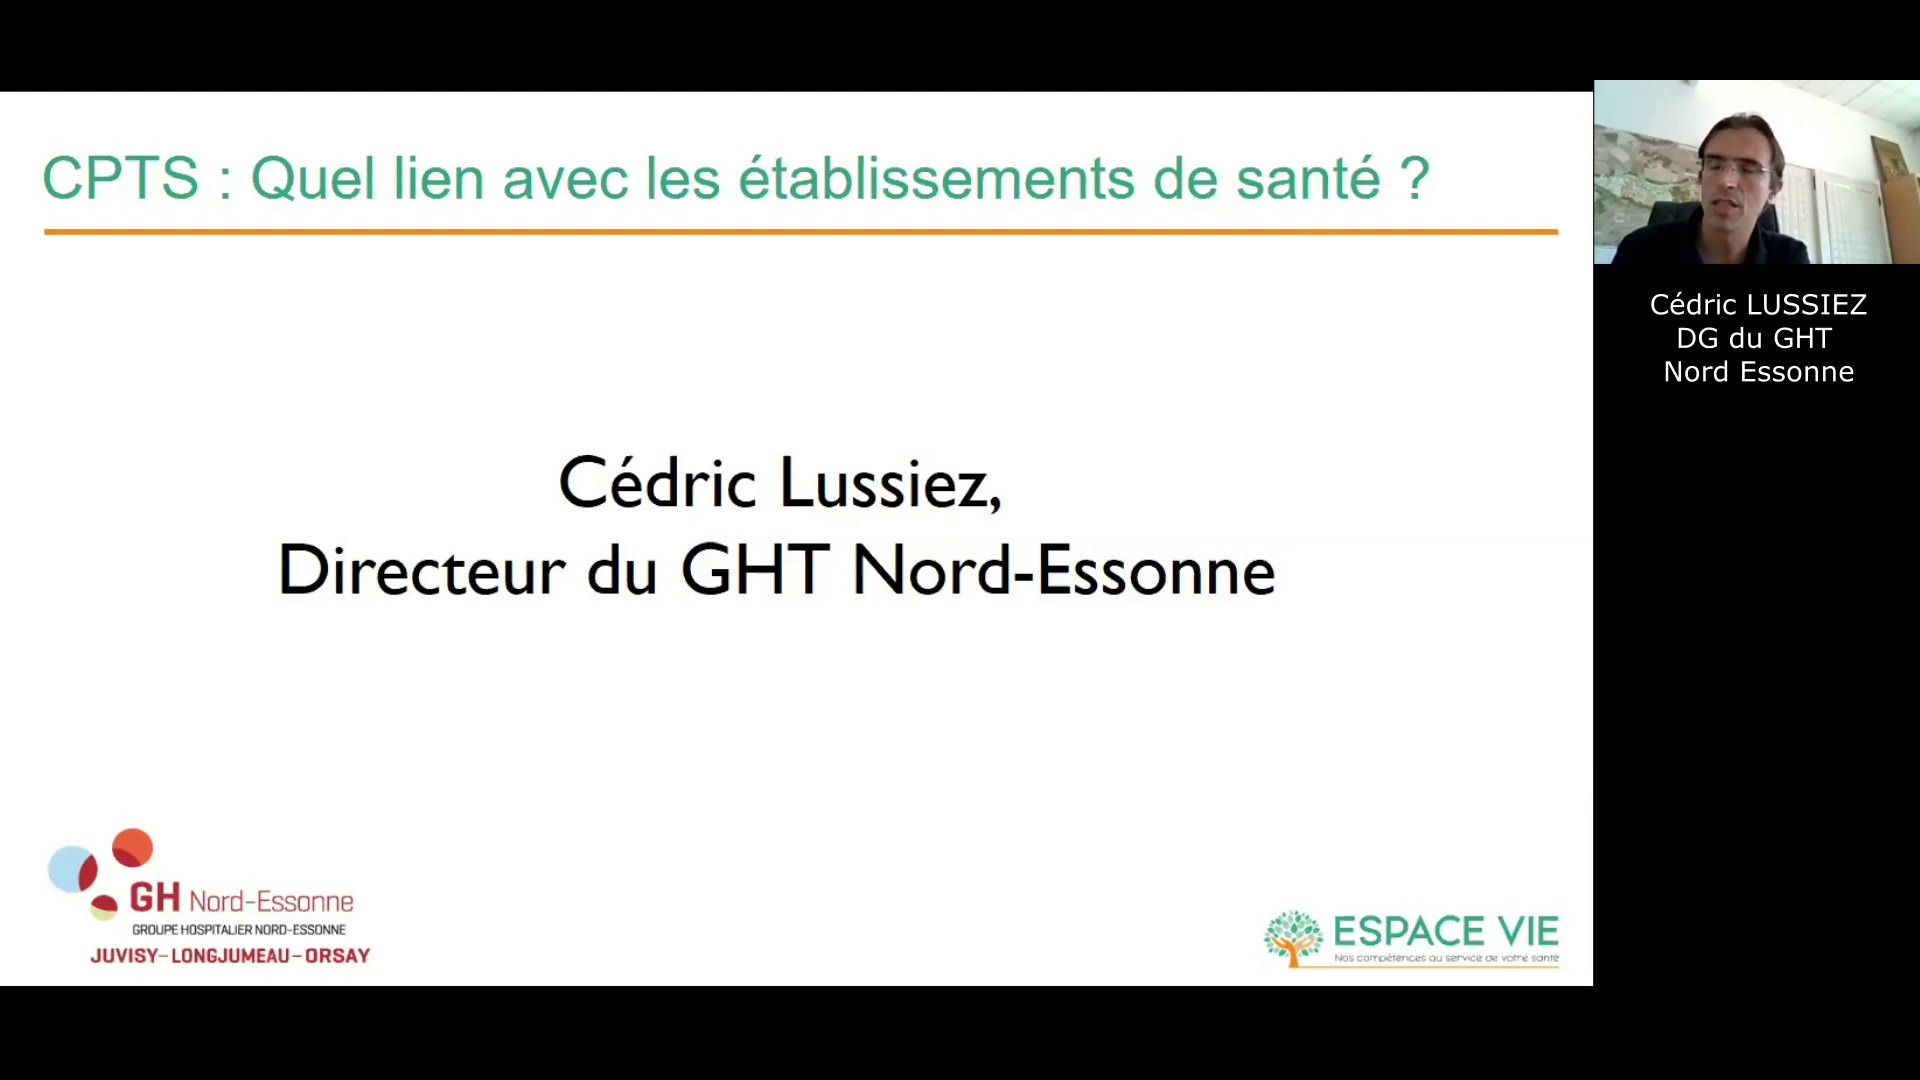 CPTS : Quel lien avec les établissements de santé ?
Cédric LUSSIEZ
DG du GHT
Nord Essonne
Cédric Lussiez,
Directeur du GHT Nord-Essonne
GH Nord-Essonne
GROUPE HOSPITALIER NORD-ESSONNE
JUVISY-LONGJUMEAU-ORSAY
ESPACE VIE
Nos compétences au service de votre santé